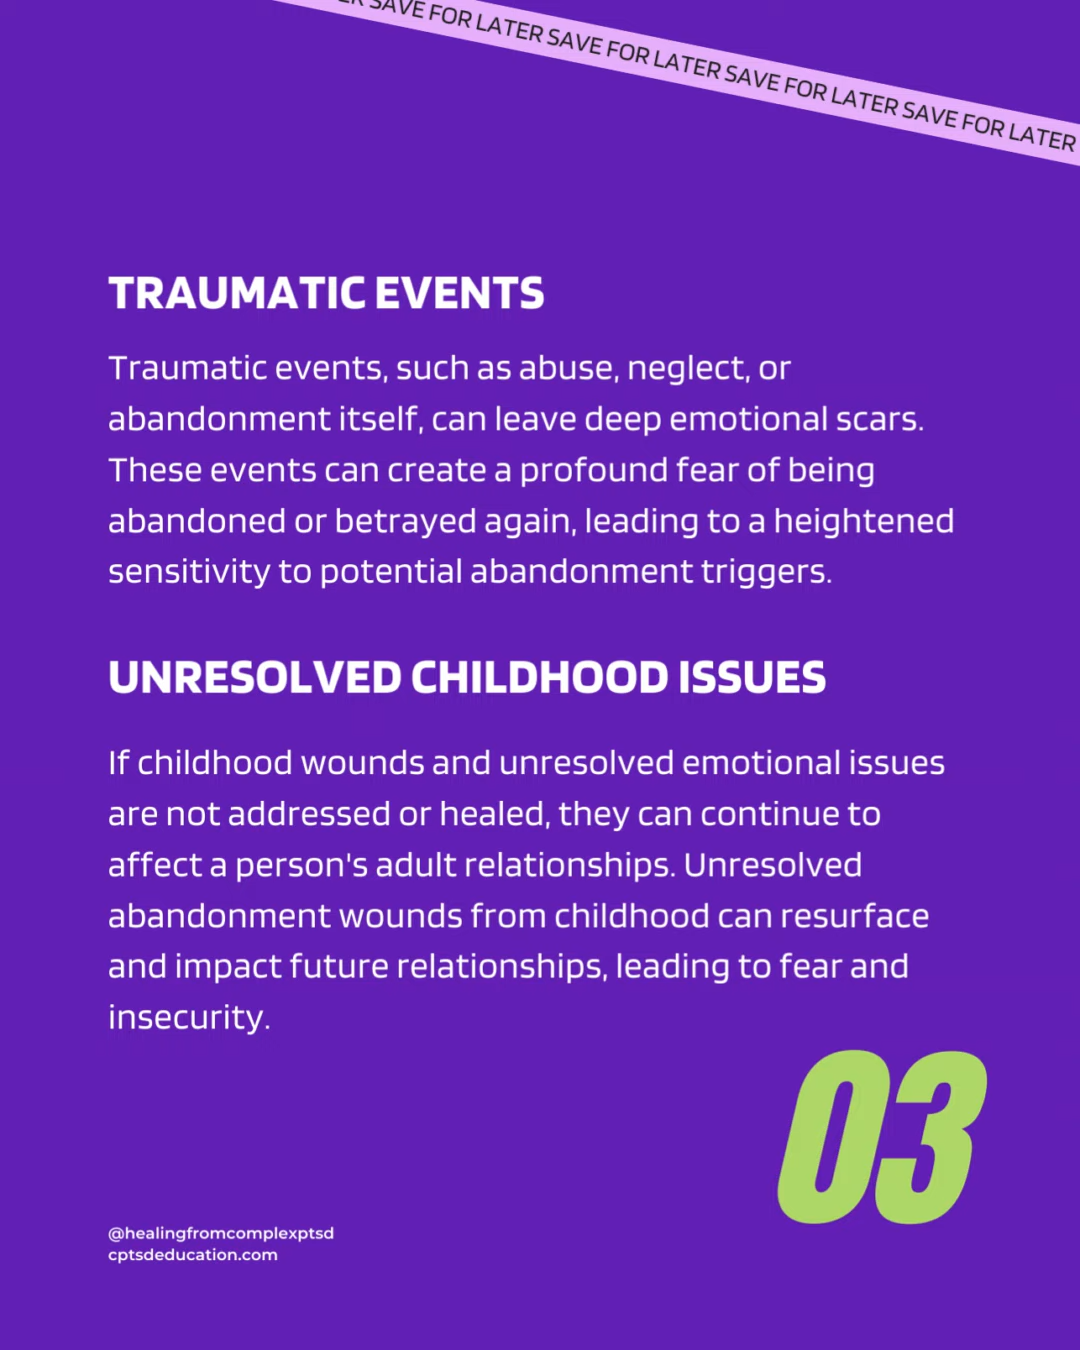 SAVE FOR LATER SAVE FOR LATER SAVE FOR LATER SAVE FOR LATER
TRAUMATIC EVENTS
Traumatic events, such as abuse, neglect, or
abandonment itself, can leave deep emotional scars.
These events can create a profound fear of being
abandoned or betrayed again, leading to a heightened
sensitivity to potential abandonment triggers.
UNRESOLVED CHILDHOOD ISSUES
If childhood wounds and unresolved emotional issues
are not addressed or healed, they can continue to
affect a person's adult relationships. Unresolved
abandonment wounds from childhood can resurface
and impact future relationships, leading to fear and
insecurity.
03
@healingfromcomplexptsd
cptsdeducation.com